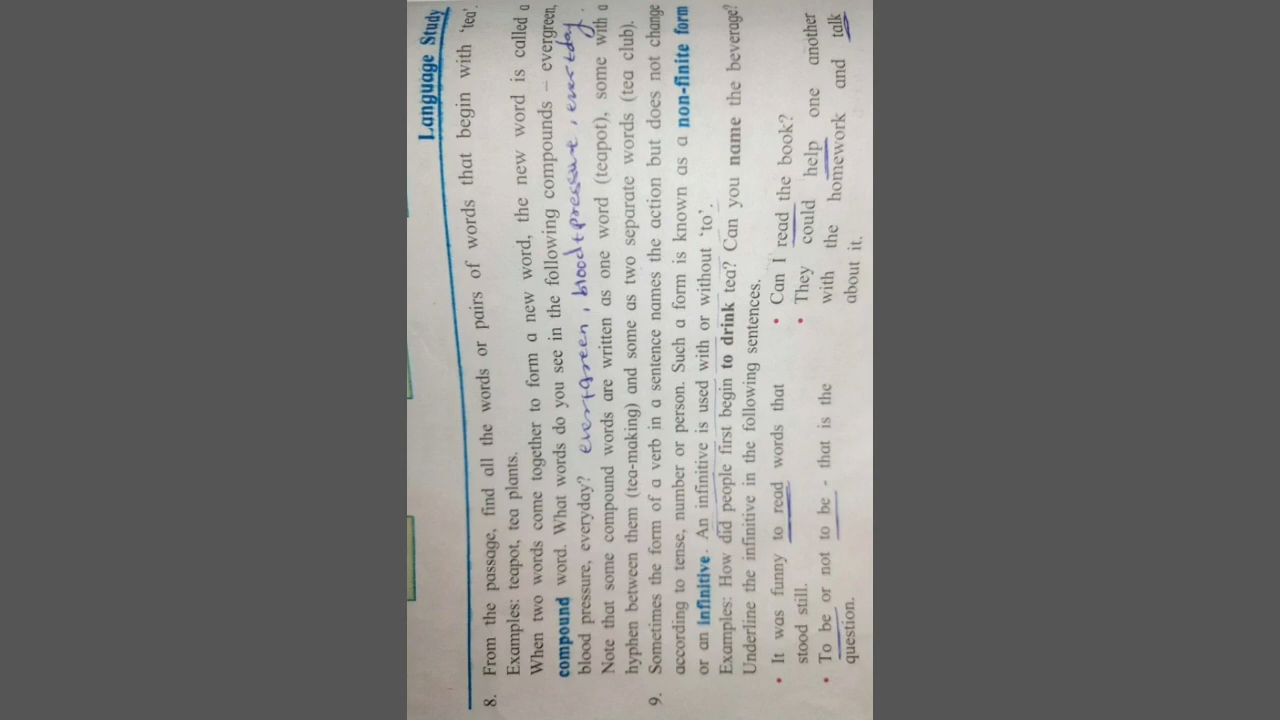 Language Study
8. From the passage, find all the words or pairs of words that begin with 'tea'.
Examples: teapot, tea plants.
When two words come together to form a new word, the new word is called a
compound word. What words do you see in the following compounds – evergreen,
blood pressure, everyday? ever+green, blood+pressure, ever+day.
Note that some compound words are written as one word (teapot), some with a
hyphen between them (tea-making) and some as two separate words (tea club).
9. Sometimes the form of a verb in a sentence names the action but does not change
according to tense, number or person. Such a form is known as a non-finite form
or an infinitive. An infinitive is used with or without 'to'.
Examples: How did people first begin to drink tea? Can you name the beverage?
Underline the infinitive in the following sentences.
• It was funny to read words that
stood still.
• To be or not to be - that is the
question.
• Can I read the book?
• They could help one another
with the homework and talk
about it.